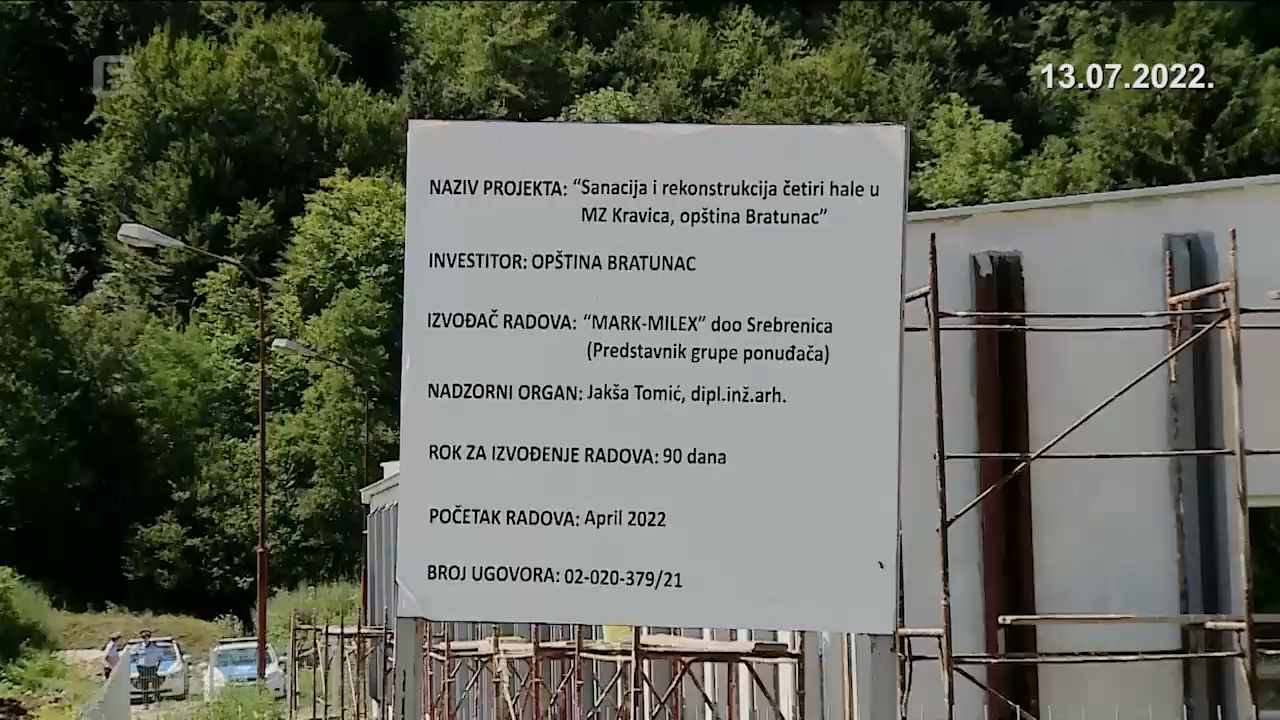 13.07.2022.
NAZIV PROJEKTA: “Sanacija i rekonstrukcija četiri hale u
MZ Kravica, opština Bratunac”
INVESTITOR: OPŠTINA BRATUNAC
IZVOĐAČ RADOVA: “MARK-MILEX” doo Srebrenica
(Predstavnik grupe ponuđača)
NADZORNI ORGAN: Jakša Tomić, dipl.inž.arh.
ROK ZA IZVOĐENJE RADOVA: 90 dana
POČETAK RADOVA: April 2022
BROJ UGOVORA: 02-020-379/21